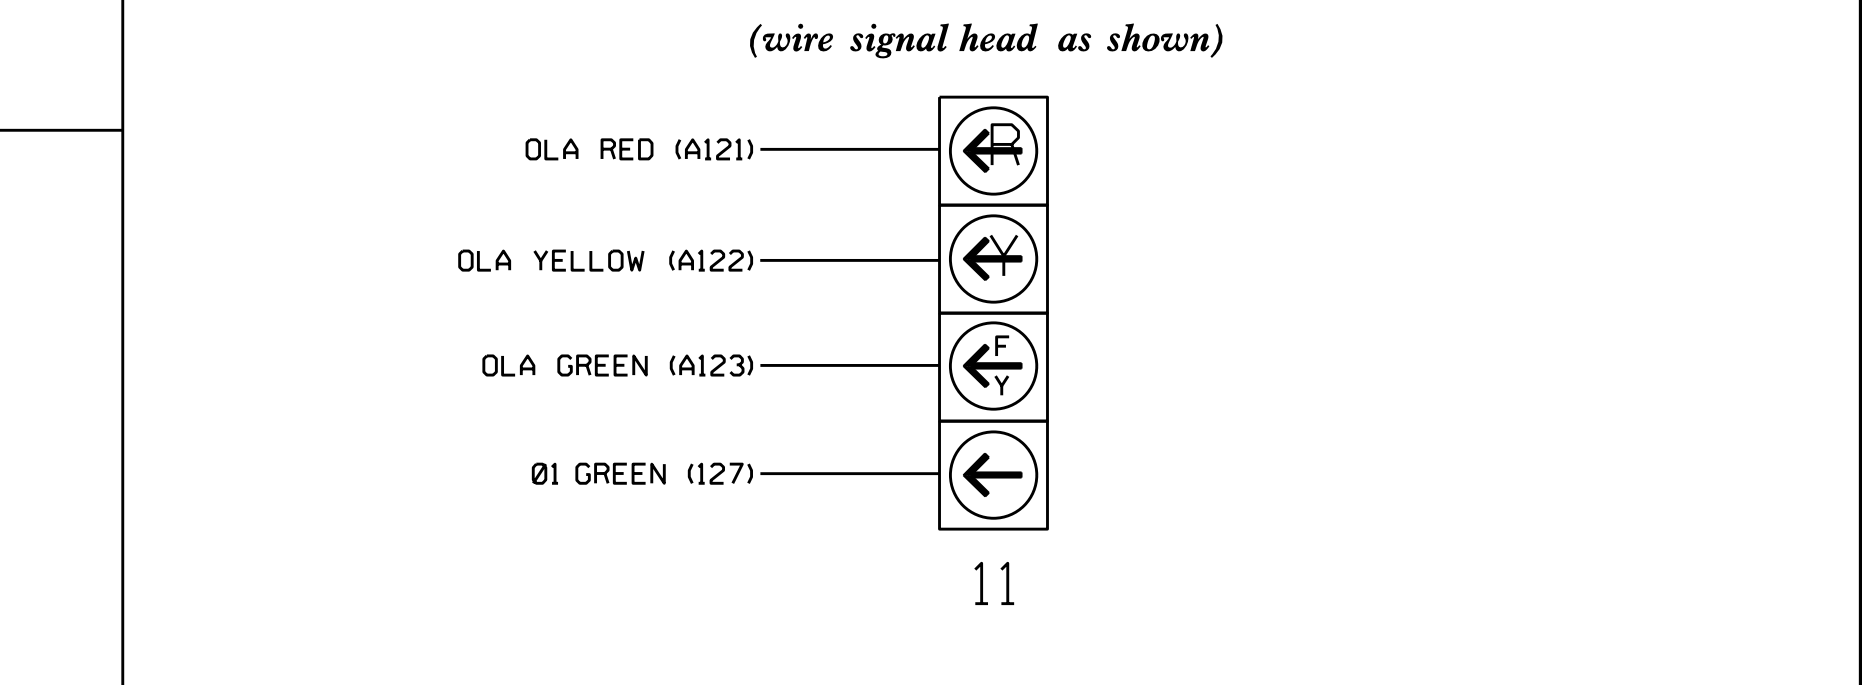 (wire signal head as shown)
OLA RED (A121)
R
OLA YELLOW (A122)
Y
OLA GREEN (A123)
F
Y
Ø1 GREEN (127)
11